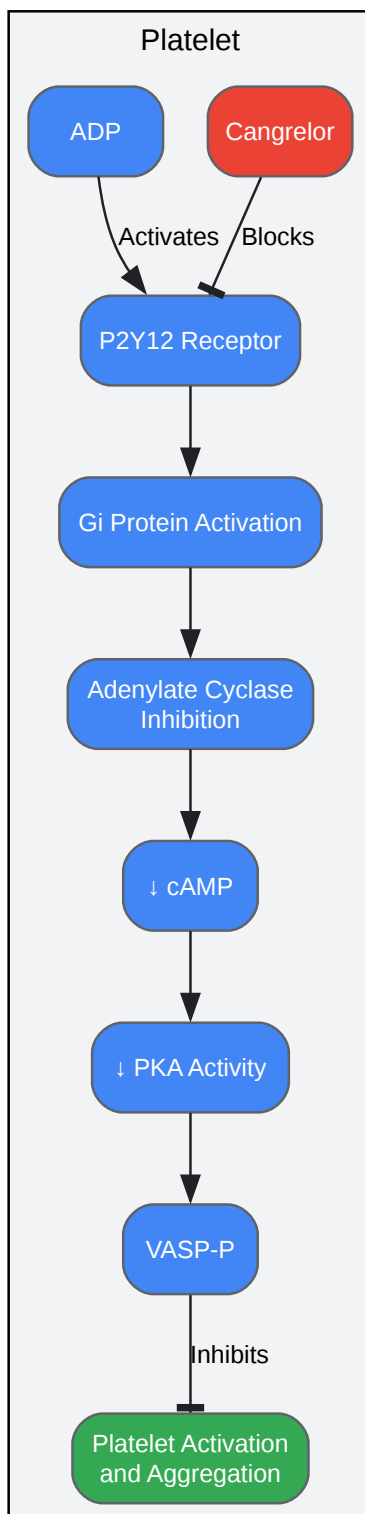 Platelet
ADP
Cangrelor
Activates
Blocks
P2Y12 Receptor
Gi Protein Activation
Adenylate Cyclase
Inhibition
↓ cAMP
↓ PKA Activity
VASP-P
Inhibits
Platelet Activation
and Aggregation